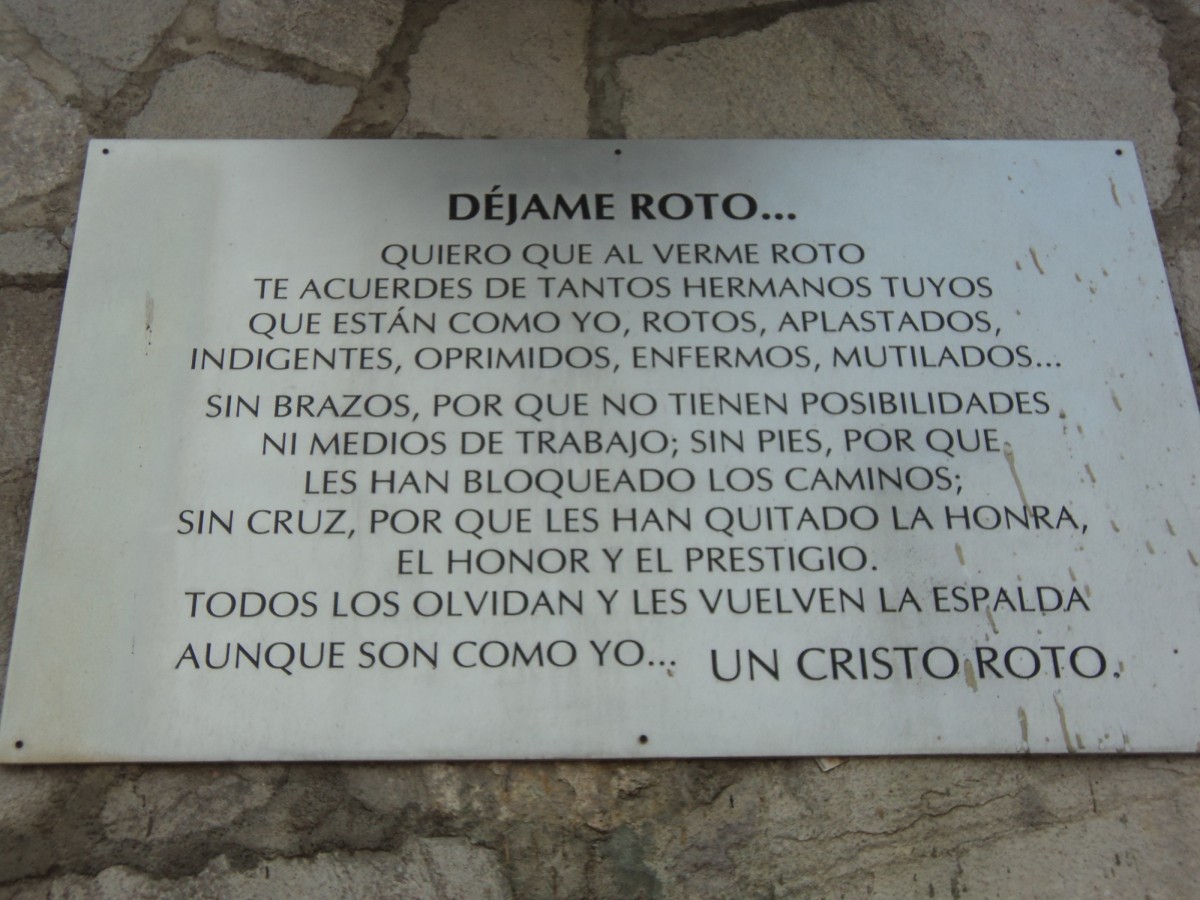 DÉJAME ROTO...
QUIERO QUE AL VERME ROTO
TE ACUERDES DE TANTOS HERMANOS TUYOS
QUE ESTÁN COMO YO, ROTOS, APLASTADOS,
INDIGENTES, OPRIMIDOS, ENFERMOS, MUTILADOS...
SIN BRAZOS, POR QUE NO TIENEN POSIBILIDADES
NI MEDIOS DE TRABAJO; SIN PIES, POR QUE
LES HAN BLOQUEADO LOS CAMINOS;
SIN CRUZ, POR QUE LES HAN QUITADO LA HONRA,
EL HONOR Y EL PRESTIGIO.
TODOS LOS OLVIDAN Y LES VUELVEN LA ESPALDA
AUNQUE SON COMO YO... UN CRISTO ROTO.